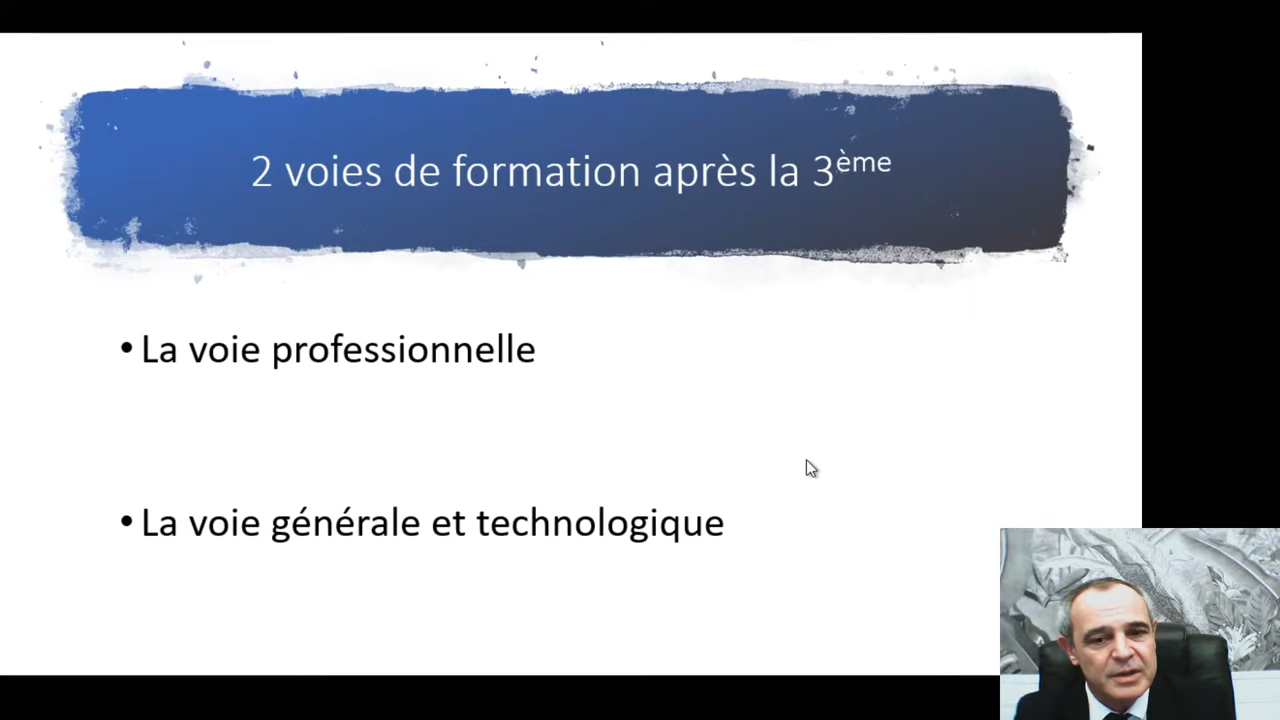 2 voies de formation après la 3ème
• La voie professionnelle
• La voie générale et technologique